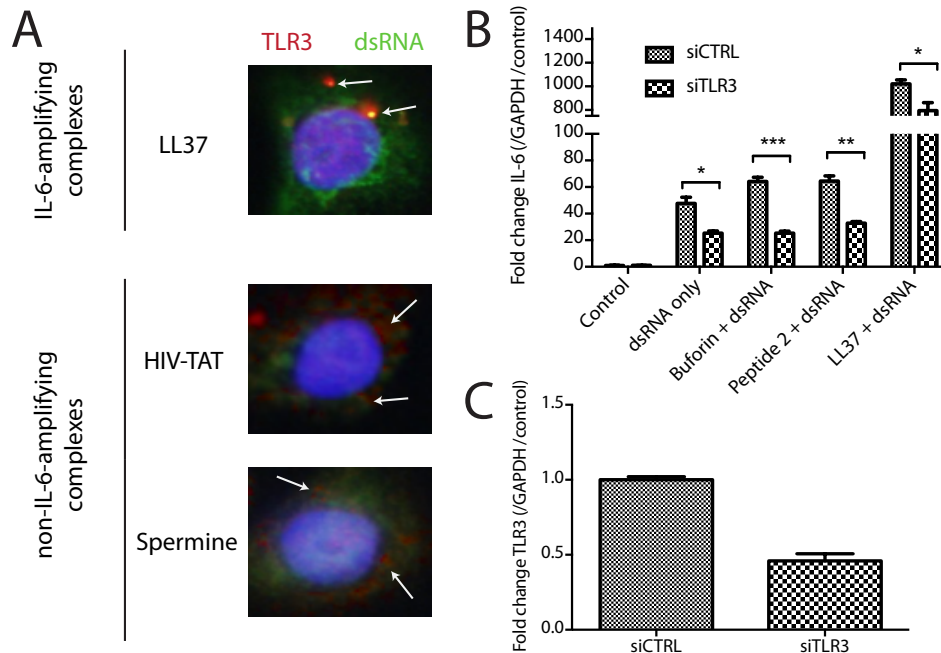 A
TLR3 dsRNA
IL-6-amplifying
complexes
LL37
non-IL-6-amplifying
complexes
HIV-TAT
Spermine
B
Fold change IL-6 (/GAPDH /control)
1400
1200
1000
800
100
80
60
40
20
0
siCTRL
siTLR3
*
***
**
*
Control
dsRNA only
Buforin + dsRNA
Peptide 2 + dsRNA
LL37 + dsRNA
C
Fold change TLR3 (/GAPDH /control)
1.5
1.0
0.5
0.0
siCTRL
siTLR3